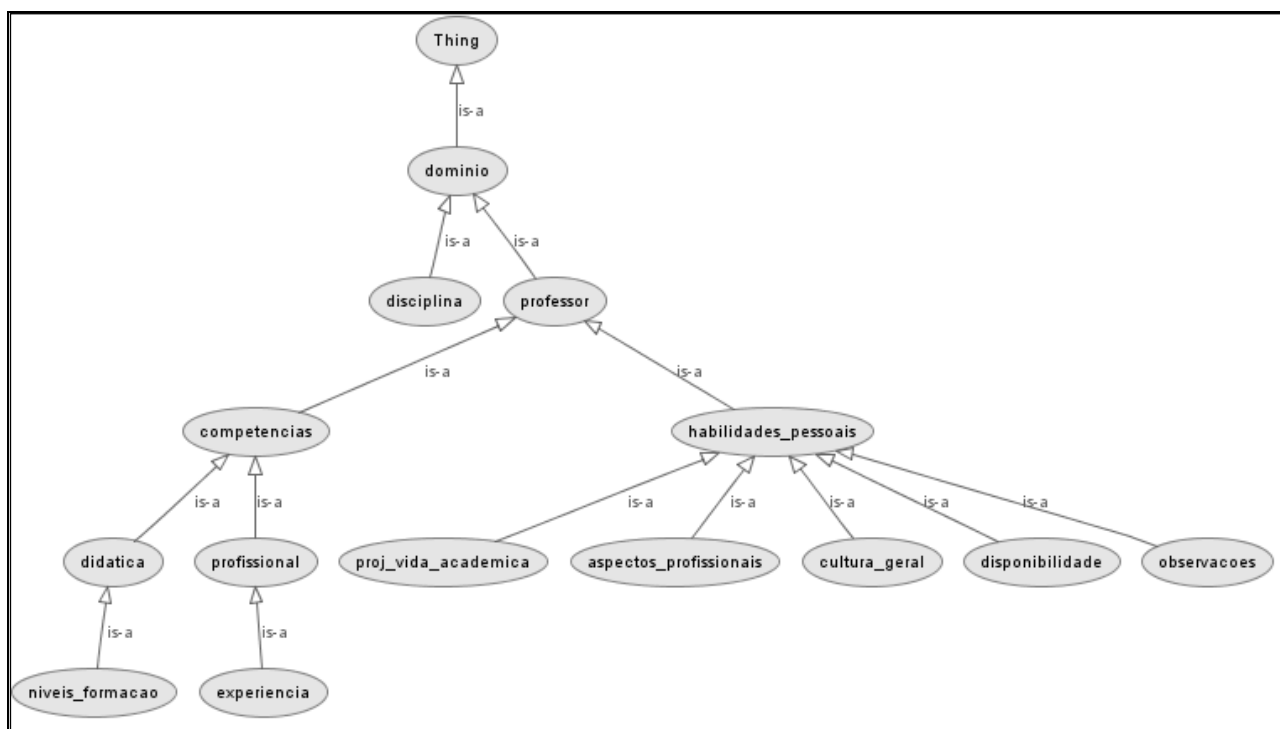 Thing
is-a
dominio
is-a
is-a
disciplina
professor
is-a
is-a
competencias
habilidades_pessoais
is-a
is-a
is-a
is-a
is-a
is-a
is-a
didatica
profissional
proj_vida_academica
aspectos_profissionais
cultura_geral
disponibilidade
observacoes
is-a
is-a
niveis_formacao
experiencia